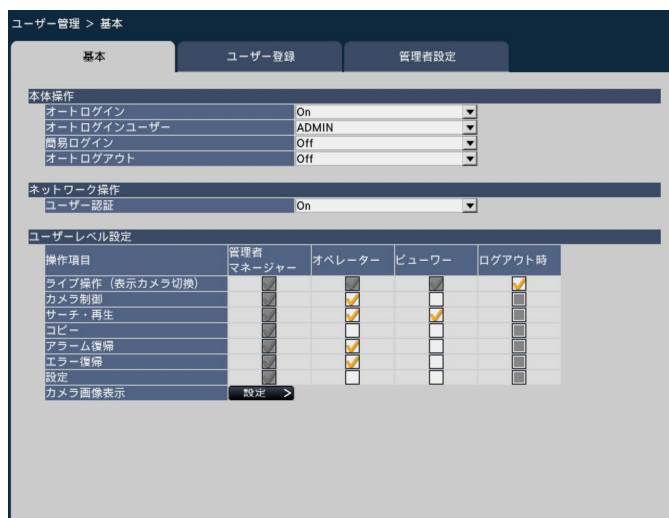 ユーザー管理 > 基本
基本 ユーザー登録 管理者設定
本体操作
オートログイン On
オートログインユーザー ADMIN
簡易ログイン Off
オートログアウト Off
ネットワーク操作
ユーザー認証 On
ユーザーレベル設定
操作項目 管理者 マネージャー オペレーター ビューワー ログアウト時
ライブ操作（表示カメラ切換）
カメラ制御
サーチ・再生
コピー
アラーム復帰
エラー復帰
設定
カメラ画像表示 設定 >